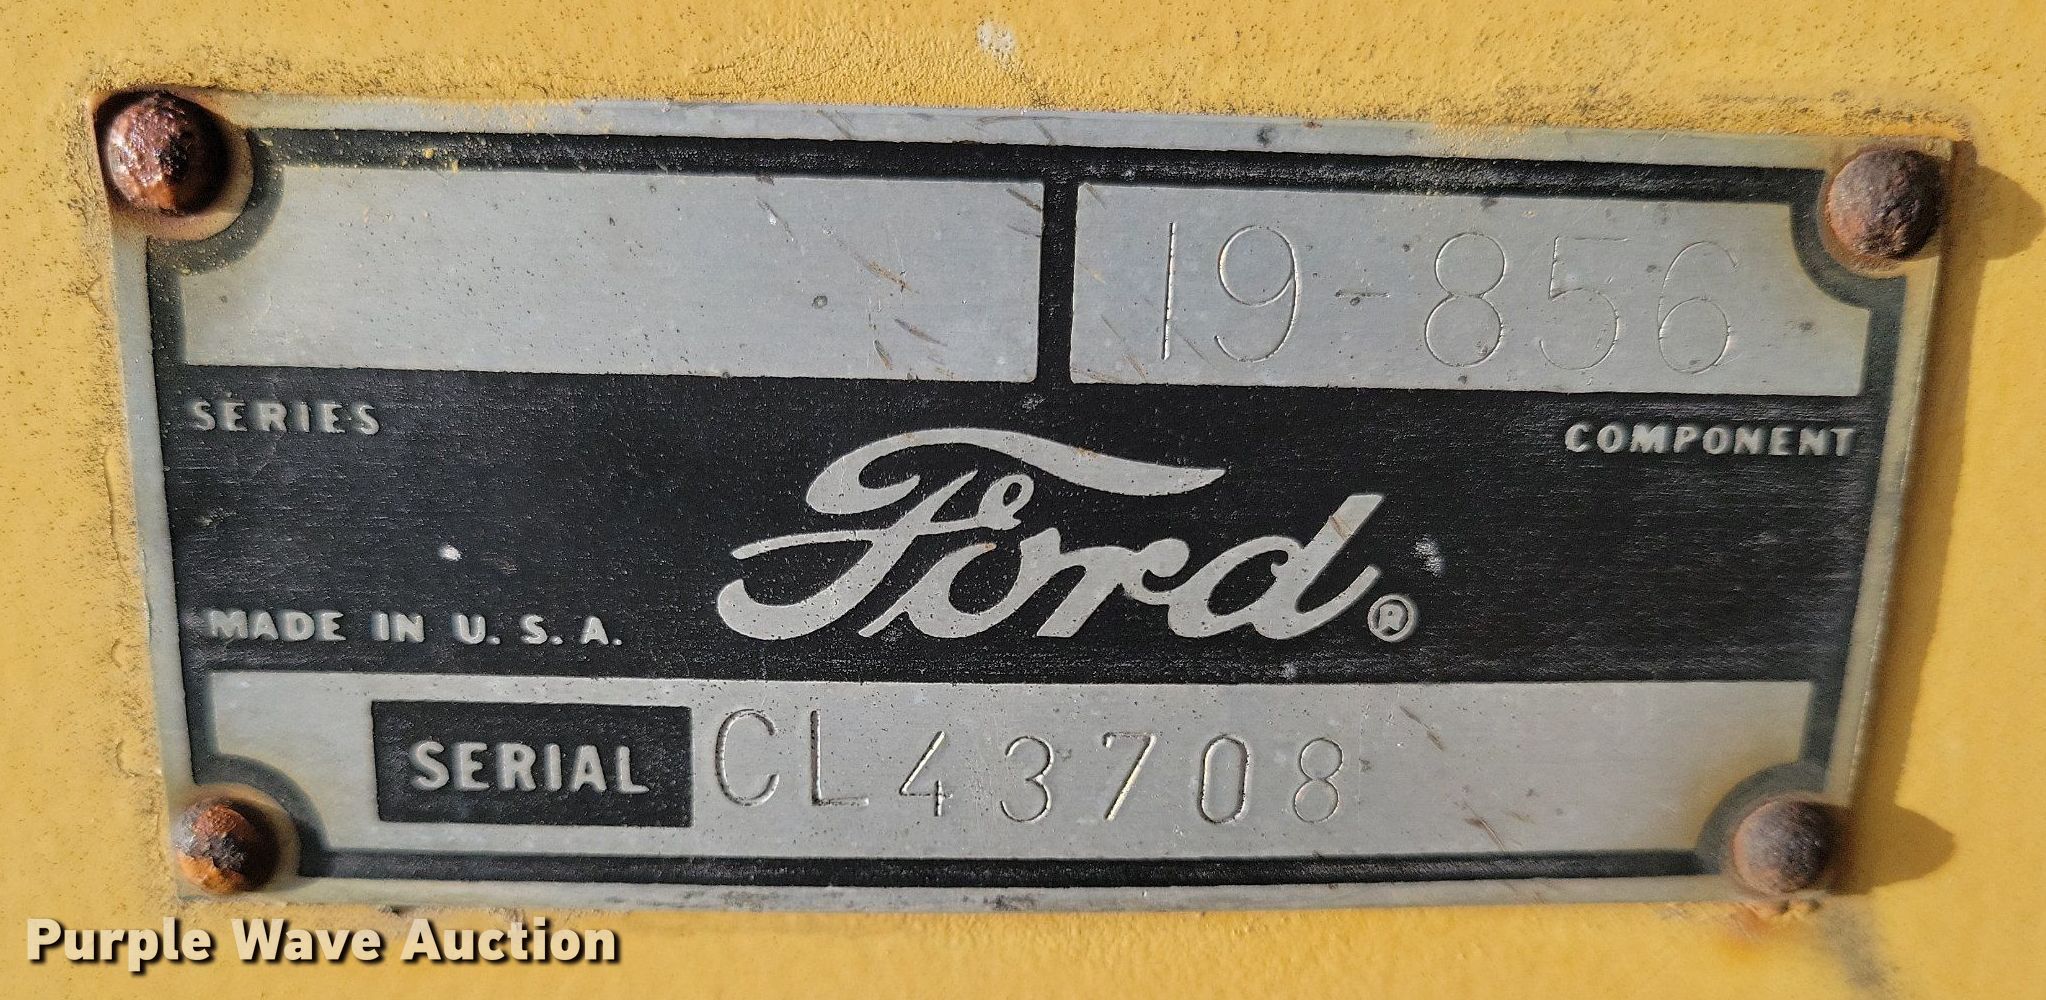 19-856
SERIES
COMPONENT
Ford®
MADE IN U. S. A.
SERIAL CL43708
Purple Wave Auction